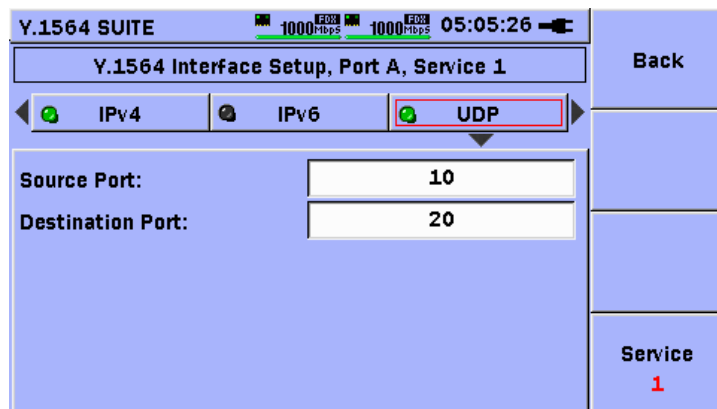 Y.1564 SUITE 1000 FDX Mbps 1000 FDX Mbps 05:05:26
Y.1564 Interface Setup, Port A, Service 1
Back
IPv4 IPv6 UDP
Source Port: 10
Destination Port: 20
Service
1